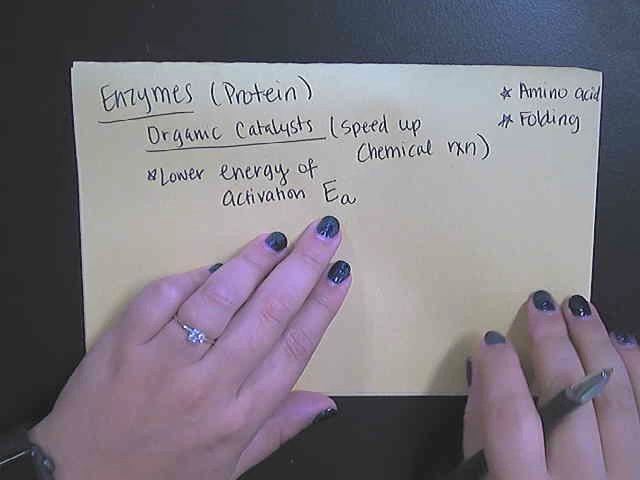 Enzymes (Protein)
Organic Catalysts (speed up
Chemical rxn)
*Lower energy of
activation Ea
* Amino acid
* Folding